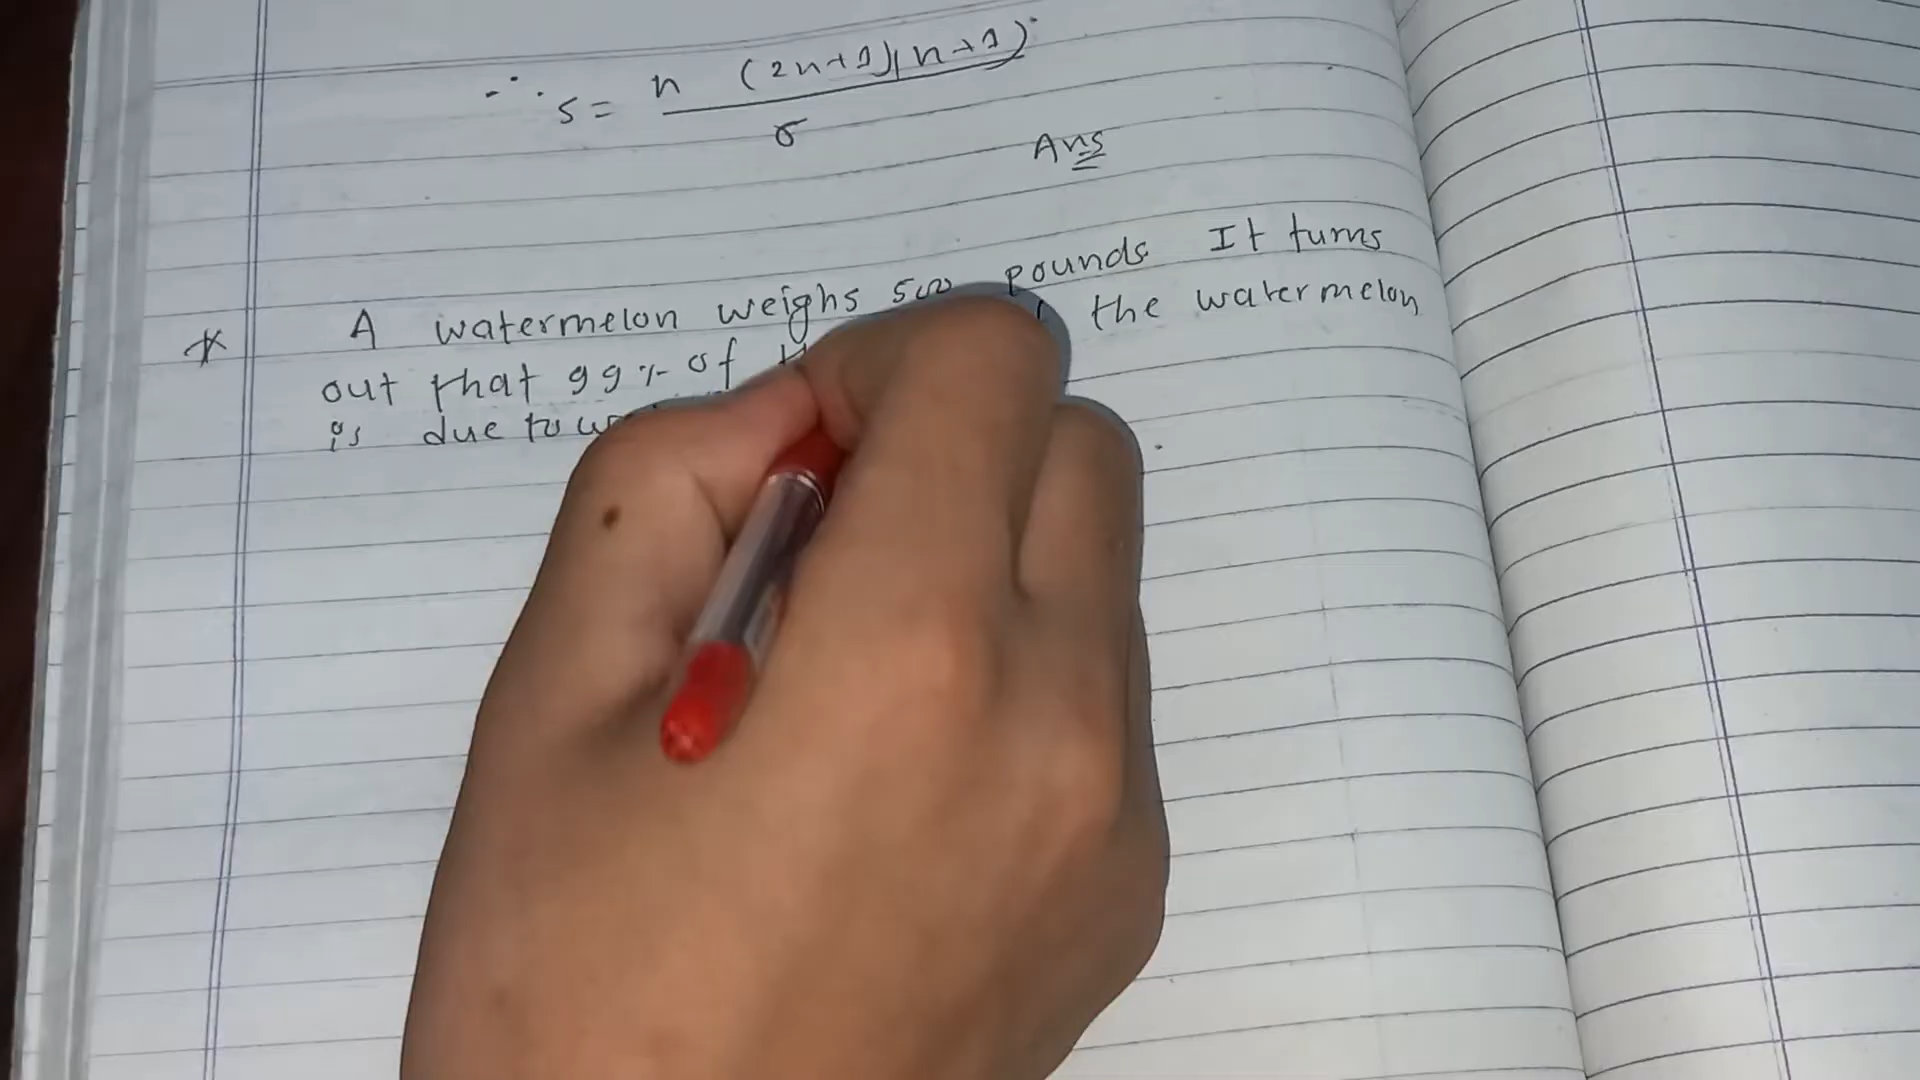 ∴ s = n (2n+1)(n+1) / 6
Ans
* A watermelon weighs 500 pounds. It turns
out that 99% of the watermelon
is due to